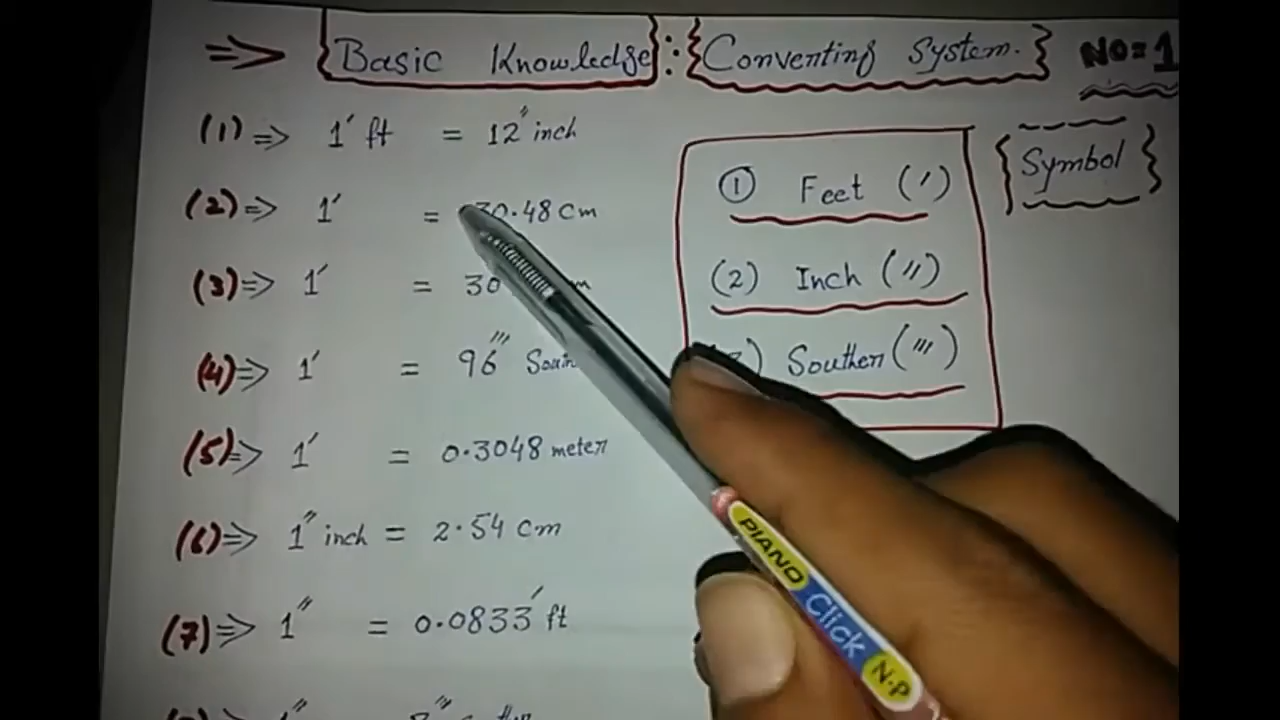 ⇒ Basic Knowledge : Conventing System. NO=1
(1)⇒ 1′ ft = 12″ inch
(2)⇒ 1′ = 30.48 cm
(3)⇒ 1′ = 30
(4)⇒ 1′ = 96‴
(5)⇒ 1′ = 0.3048 meter
(6)⇒ 1″ inch = 2.54 cm
(7)⇒ 1″ = 0.0833′ ft
Symbol
① Feet (′)
(2) Inch (″)
Southen (‴)
PIANO Click N-P